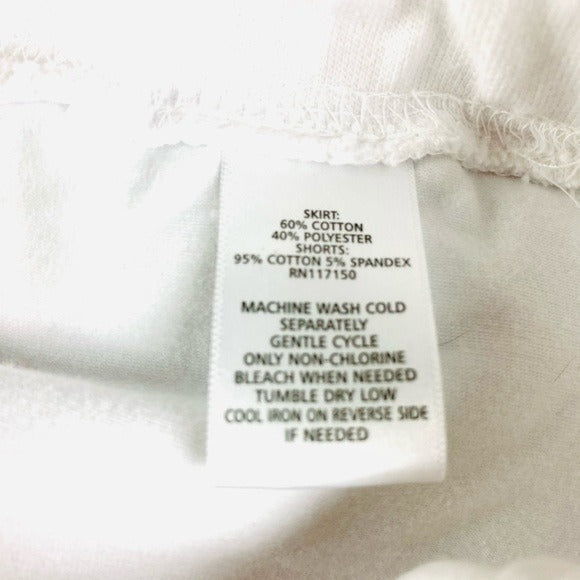 SKIRT:
60% COTTON
40% POLYESTER
SHORTS:
95% COTTON 5% SPANDEX
RN117150
MACHINE WASH COLD
SEPARATELY
GENTLE CYCLE
ONLY NON-CHLORINE
BLEACH WHEN NEEDED
TUMBLE DRY LOW
COOL IRON ON REVERSE SIDE
IF NEEDED